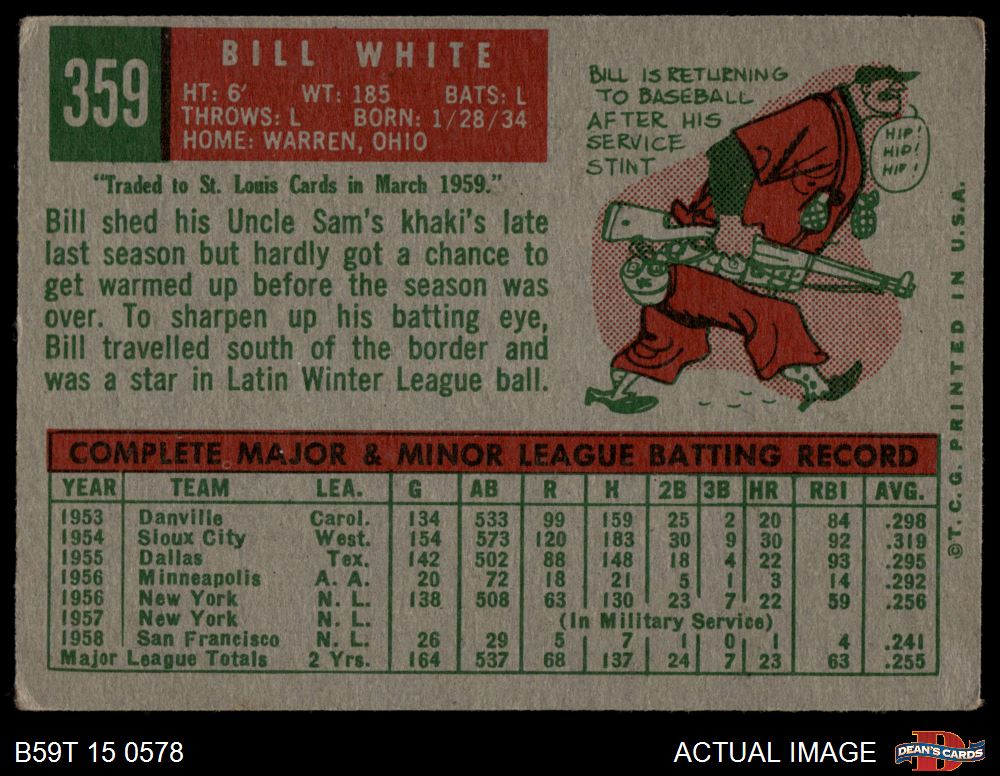 359
BILL WHITE
HT: 6' WT: 185 BATS: L
THROWS: L BORN: 1/28/34
HOME: WARREN, OHIO
"Traded to St. Louis Cards in March 1959."
Bill shed his Uncle Sam's khaki's late
last season but hardly got a chance to
get warmed up before the season was
over. To sharpen up his batting eye,
Bill travelled south of the border and
was a star in Latin Winter League ball.
BILL IS RETURNING
TO BASEBALL
AFTER HIS
SERVICE
STINT
HIP!
HIP!
HIP!
COMPLETE MAJOR & MINOR LEAGUE BATTING RECORD
YEAR TEAM LEA. G AB R H 2B 3B HR RBI AVG.
1953 Danville Carol. 134 533 99 159 25 2 20 84 .298
1954 Sioux City West. 154 573 120 183 30 9 30 92 .319
1955 Dallas Tex. 142 502 88 148 18 4 22 93 .295
1956 Minneapolis A. A. 20 72 18 21 5 1 3 14 .292
1956 New York N. L. 138 508 63 130 23 7 22 59 .256
1957 New York N. L. (In Military Service)
1958 San Francisco N. L. 26 29 5 7 1 0 1 4 .241
Major League Totals 2 Yrs. 164 537 68 137 24 7 23 63 .255
© T. C. G. PRINTED IN U.S.A.
B59T 15 0578
ACTUAL IMAGE
DEAN'S CARDS